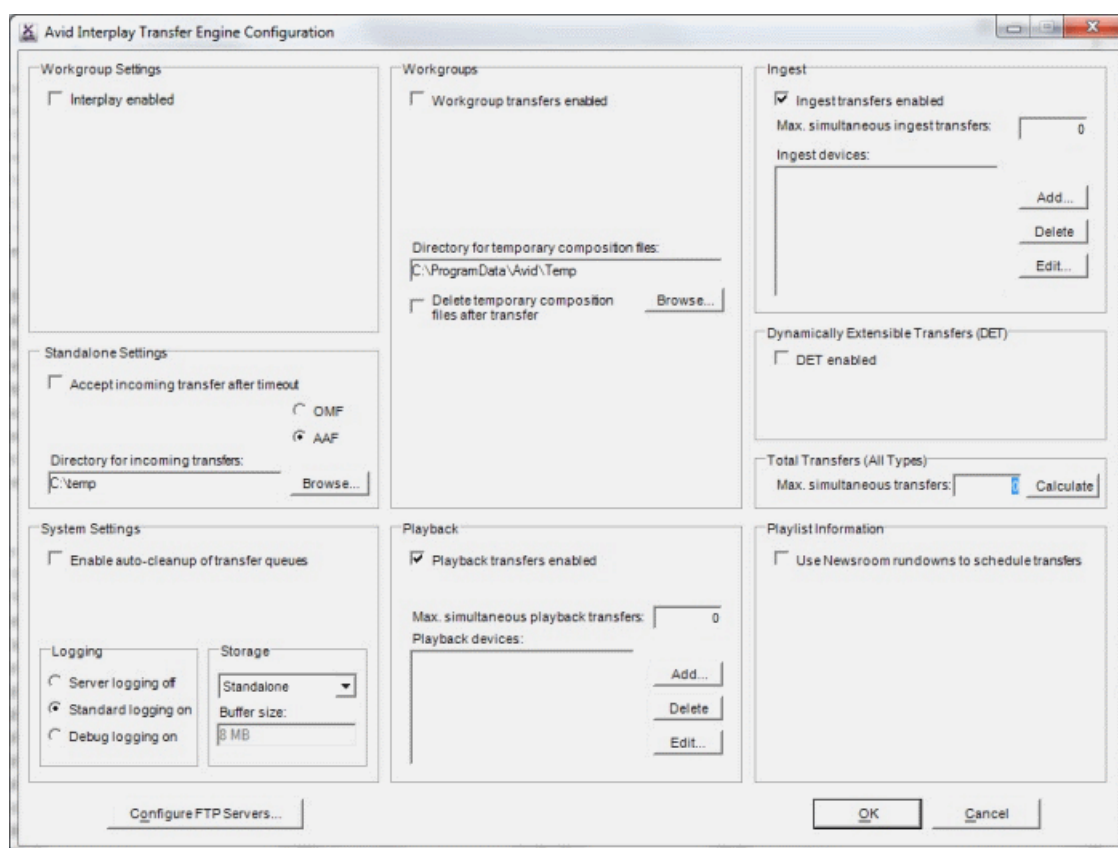 Avid Interplay Transfer Engine Configuration
Workgroup Settings
Interplay enabled
Standalone Settings
Accept incoming transfer after timeout
OMF
AAF
Directory for incoming transfers:
C:\temp
Browse...
System Settings
Enable auto-cleanup of transfer queues
Logging
Server logging off
Standard logging on
Debug logging on
Storage
Standalone
Buffer size:
8 MB
Configure FTP Servers...
Workgroups
Workgroup transfers enabled
Directory for temporary composition files:
C:\ProgramData\Avid\Temp
Delete temporary composition
files after transfer
Browse...
Playback
Playback transfers enabled
Max. simultaneous playback transfers: 0
Playback devices:
Add...
Delete
Edit...
Ingest
Ingest transfers enabled
Max. simultaneous ingest transfers: 0
Ingest devices:
Add...
Delete
Edit...
Dynamically Extensible Transfers (DET)
DET enabled
Total Transfers (All Types)
Max. simultaneous transfers: 0 Calculate
Playlist Information
Use Newsroom rundowns to schedule transfers
OK
Cancel